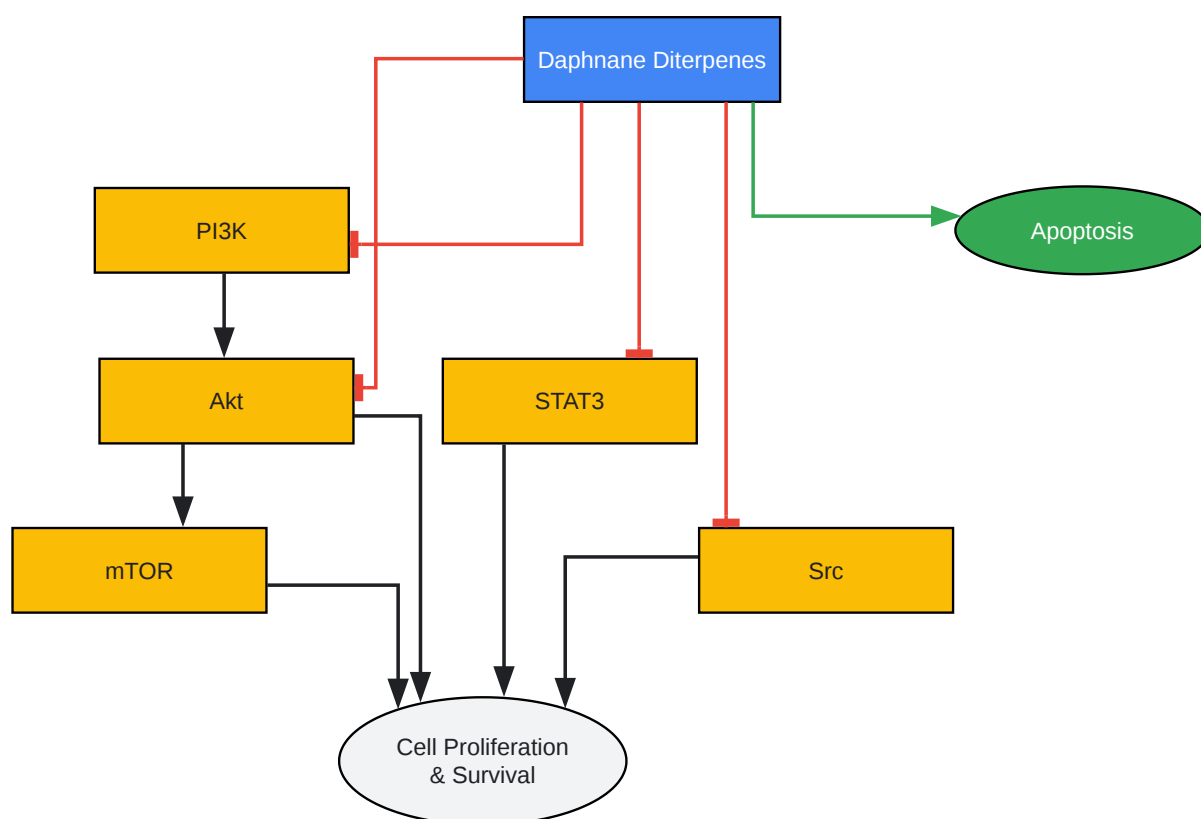 Daphnane Diterpenes
PI3K
Apoptosis
Akt
STAT3
mTOR
Src
Cell Proliferation
& Survival